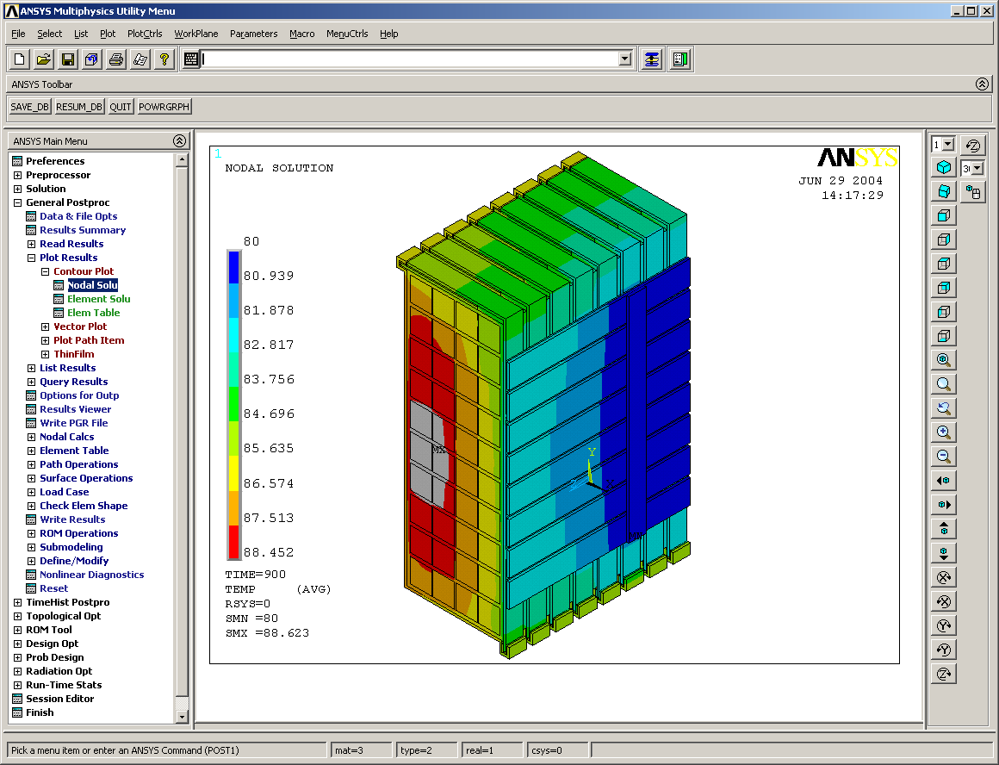 ANSYS Multiphysics Utility Menu
File Select List Plot PlotCtrls WorkPlane Parameters Macro MenuCtrls Help
ANSYS Toolbar
SAVE_DB RESUM_DB QUIT POWRGRPH
ANSYS Main Menu
Preferences
Preprocessor
Solution
General Postproc
Data & File Opts
Results Summary
Read Results
Plot Results
Contour Plot
Nodal Solu
Element Solu
Elem Table
Vector Plot
Plot Path Item
ThinFilm
List Results
Query Results
Options for Outp
Results Viewer
Write PGR File
Nodal Calcs
Element Table
Path Operations
Surface Operations
Load Case
Check Elem Shape
Write Results
ROM Operations
Submodeling
Define/Modify
Nonlinear Diagnostics
Reset
TimeHist Postpro
Topological Opt
ROM Tool
Design Opt
Prob Design
Radiation Opt
Run-Time Stats
Session Editor
Finish
1
NODAL SOLUTION
ANSYS
JUN 29 2004
14:17:29
80
80.939
81.878
82.817
83.756
84.696
85.635
86.574
87.513
88.452
TIME=900
TEMP (AVG)
RSYS=0
SMN =80
SMX =88.623
MX
Y
Z
1
Pick a menu item or enter an ANSYS Command (POST1) mat=3 type=2 real=1 csys=0